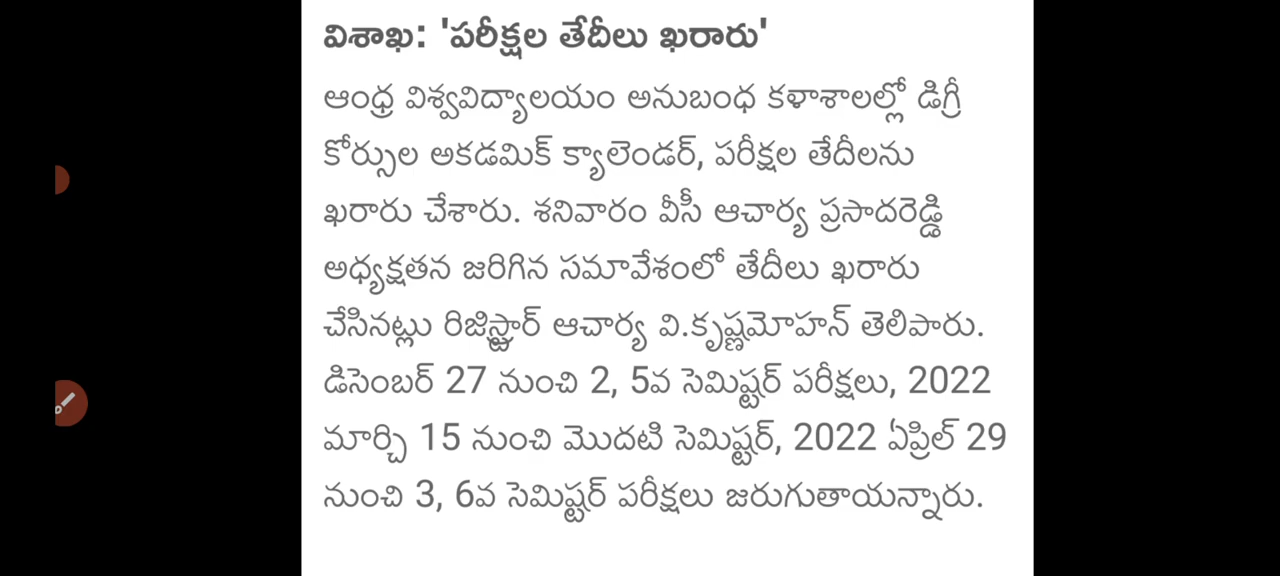 విశాఖ: 'పరీక్షల తేదీలు ఖరారు'
ఆంధ్ర విశ్వవిద్యాలయం అనుబంధ కళాశాలల్లో డిగ్రీ
కోర్సుల అకడమిక్ క్యాలెండర్, పరీక్షల తేదీలను
ఖరారు చేశారు. శనివారం వీసీ ఆచార్య ప్రసాదరెడ్డి
అధ్యక్షతన జరిగిన సమావేశంలో తేదీలు ఖరారు
చేసినట్లు రిజిస్ట్రార్ ఆచార్య వి.కృష్ణమోహన్ తెలిపారు.
డిసెంబర్ 27 నుంచి 2, 5వ సెమిష్టర్ పరీక్షలు, 2022
మార్చి 15 నుంచి మొదటి సెమిష్టర్, 2022 ఏప్రిల్ 29
నుంచి 3, 6వ సెమిష్టర్ పరీక్షలు జరుగుతాయన్నారు.